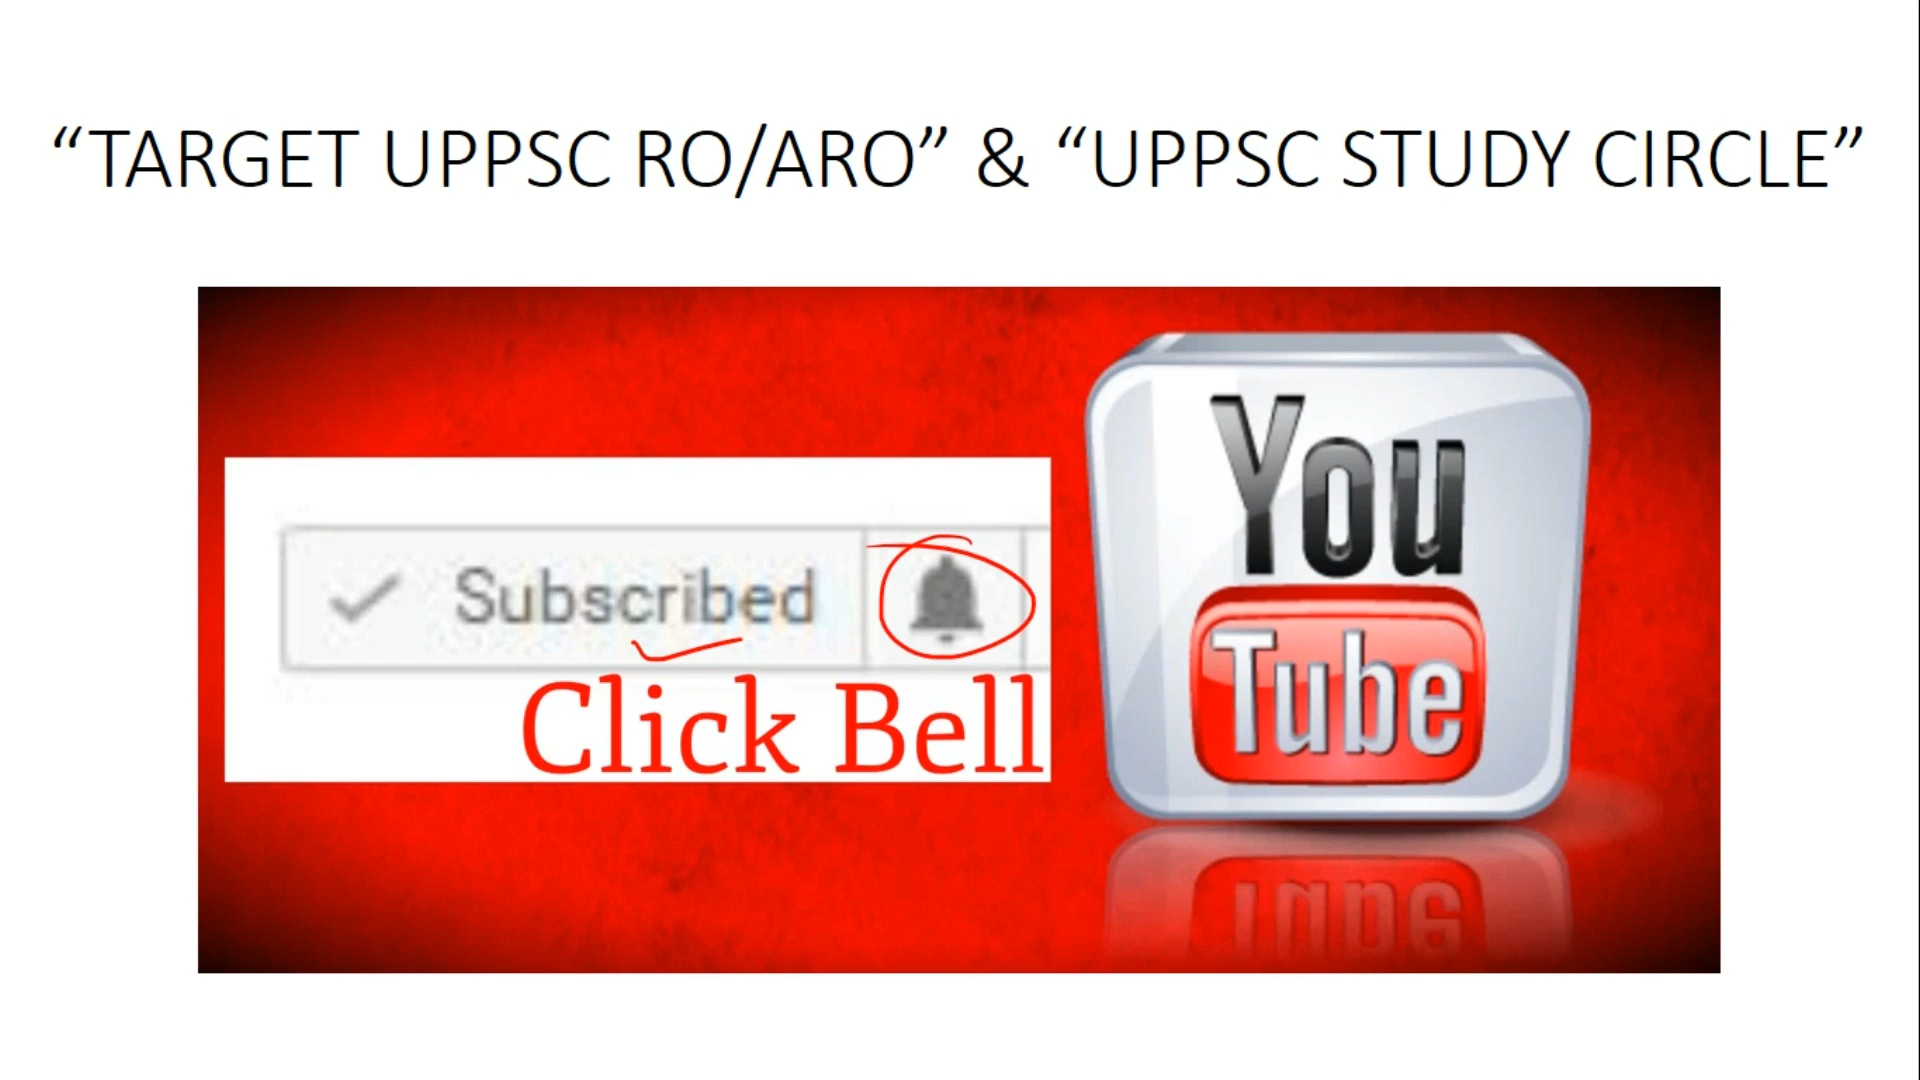 “TARGET UPPSC RO/ARO” & “UPPSC STUDY CIRCLE”
Subscribed
Click Bell
You
Tube